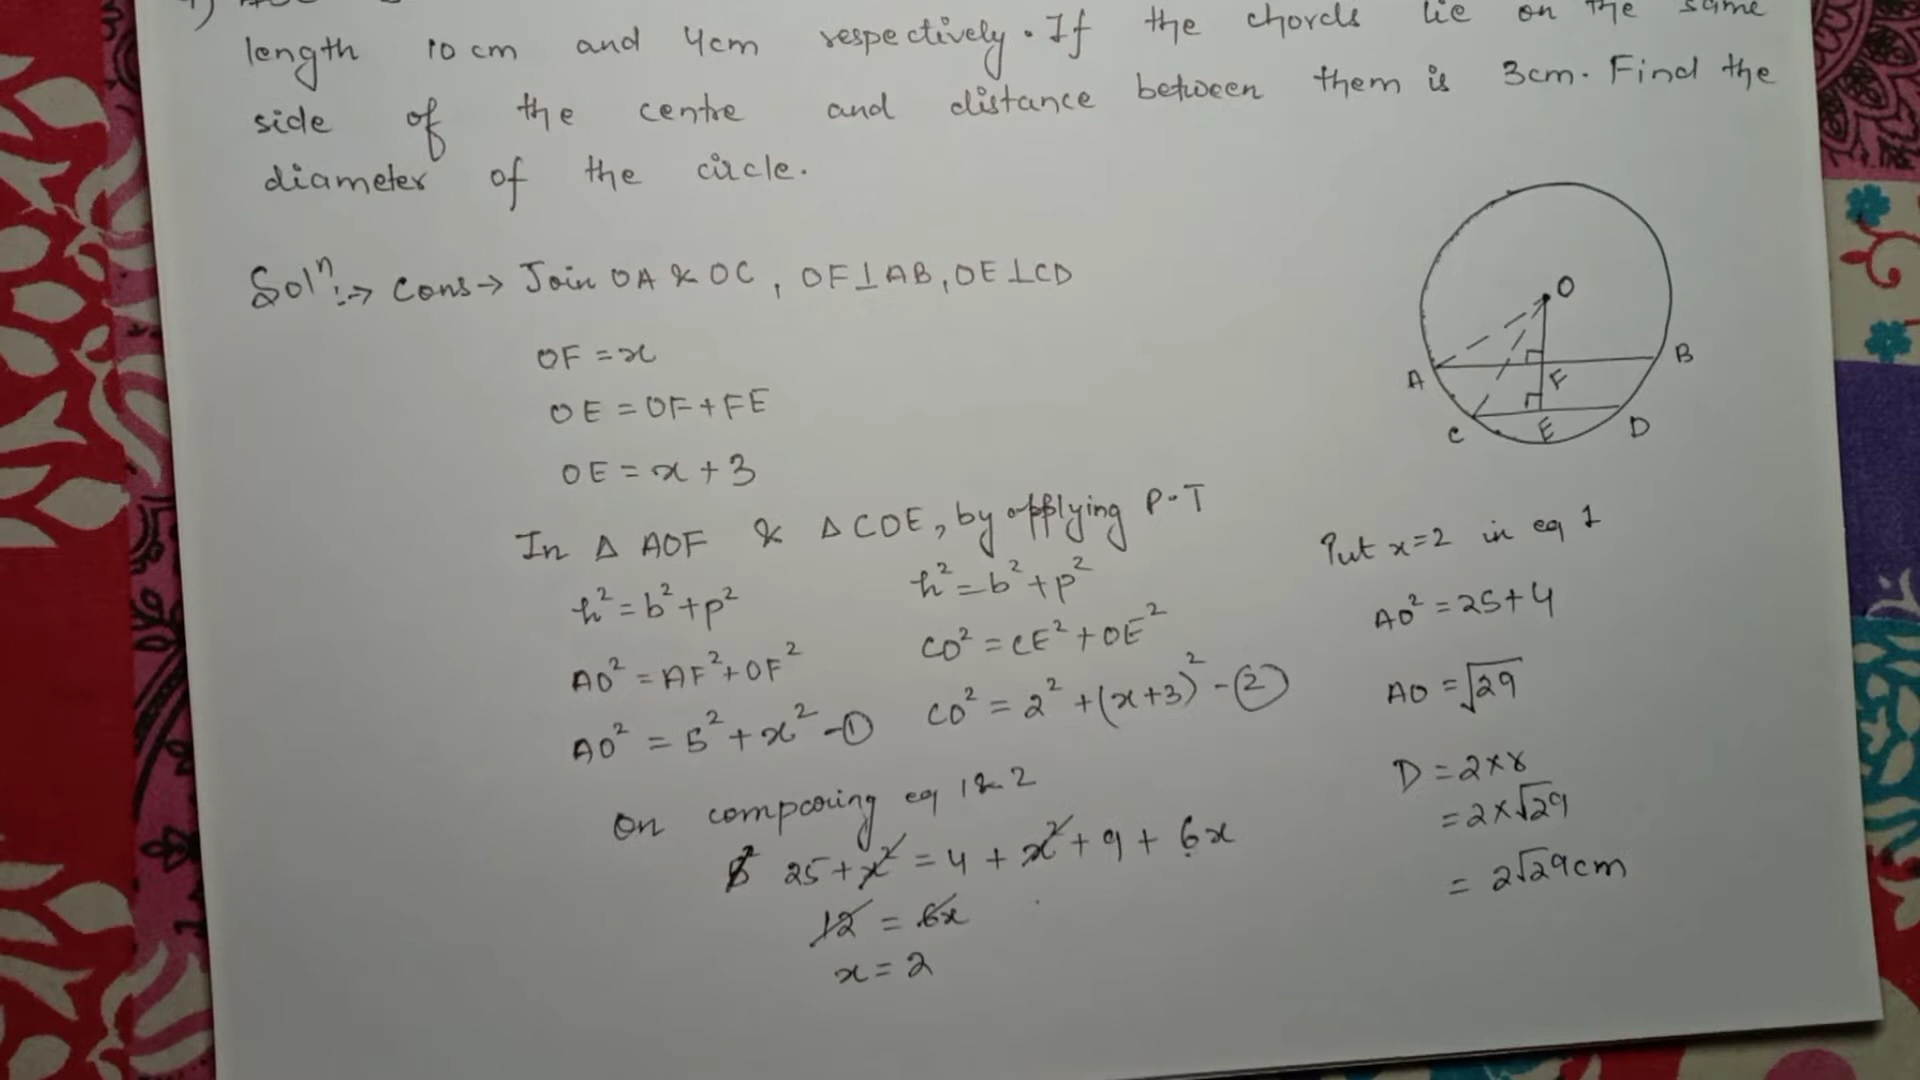 length 10 cm and 4cm respectively. If the chords lie on the same
side of the centre and distance between them is 3cm. Find the
diameter of the circle.
Solⁿ:→ Cons → Join OA & OC, OF⊥AB, OE⊥CD
OF = x
OE = OF + FE
OE = x + 3
In △ AOF & △ COE, by applying P.T
h² = b² + p²
AO² = AF² + OF²
AO² = 5² + x² - ①
h² = b² + p²
CO² = CE² + OE²
CO² = 2² + (x+3)² - ②
On comparing eq 1 & 2
25 + x² = 4 + x² + 9 + 6x
12 = 6x
x = 2
O
A
F
B
C
E
D
Put x=2 in eq 1
AO² = 25 + 4
AO = √29
D = 2 × r
= 2 × √29
= 2√29 cm